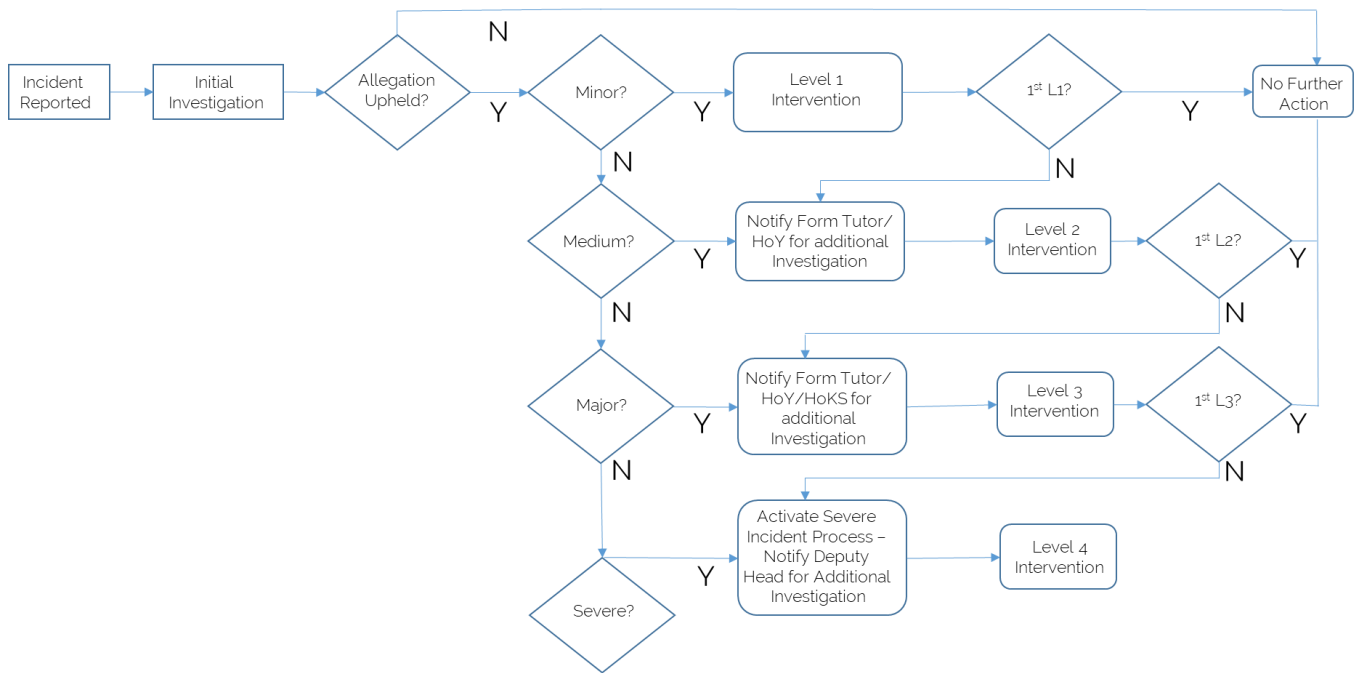 N
Incident
Reported
Initial
Investigation
Allegation
Upheld?
Y
Minor?
Y
Level 1
Intervention
1st L1?
Y
No Further
Action
N
N
Medium?
Y
Notify Form Tutor/
HoY for additional
Investigation
Level 2
Intervention
1st L2?
Y
N
N
Major?
Y
Notify Form Tutor/
HoY/HoKS for
additional
Investigation
Level 3
Intervention
1st L3?
Y
N
N
Severe?
Y
Activate Severe
Incident Process –
Notify Deputy
Head for Additional
Investigation
Level 4
Intervention